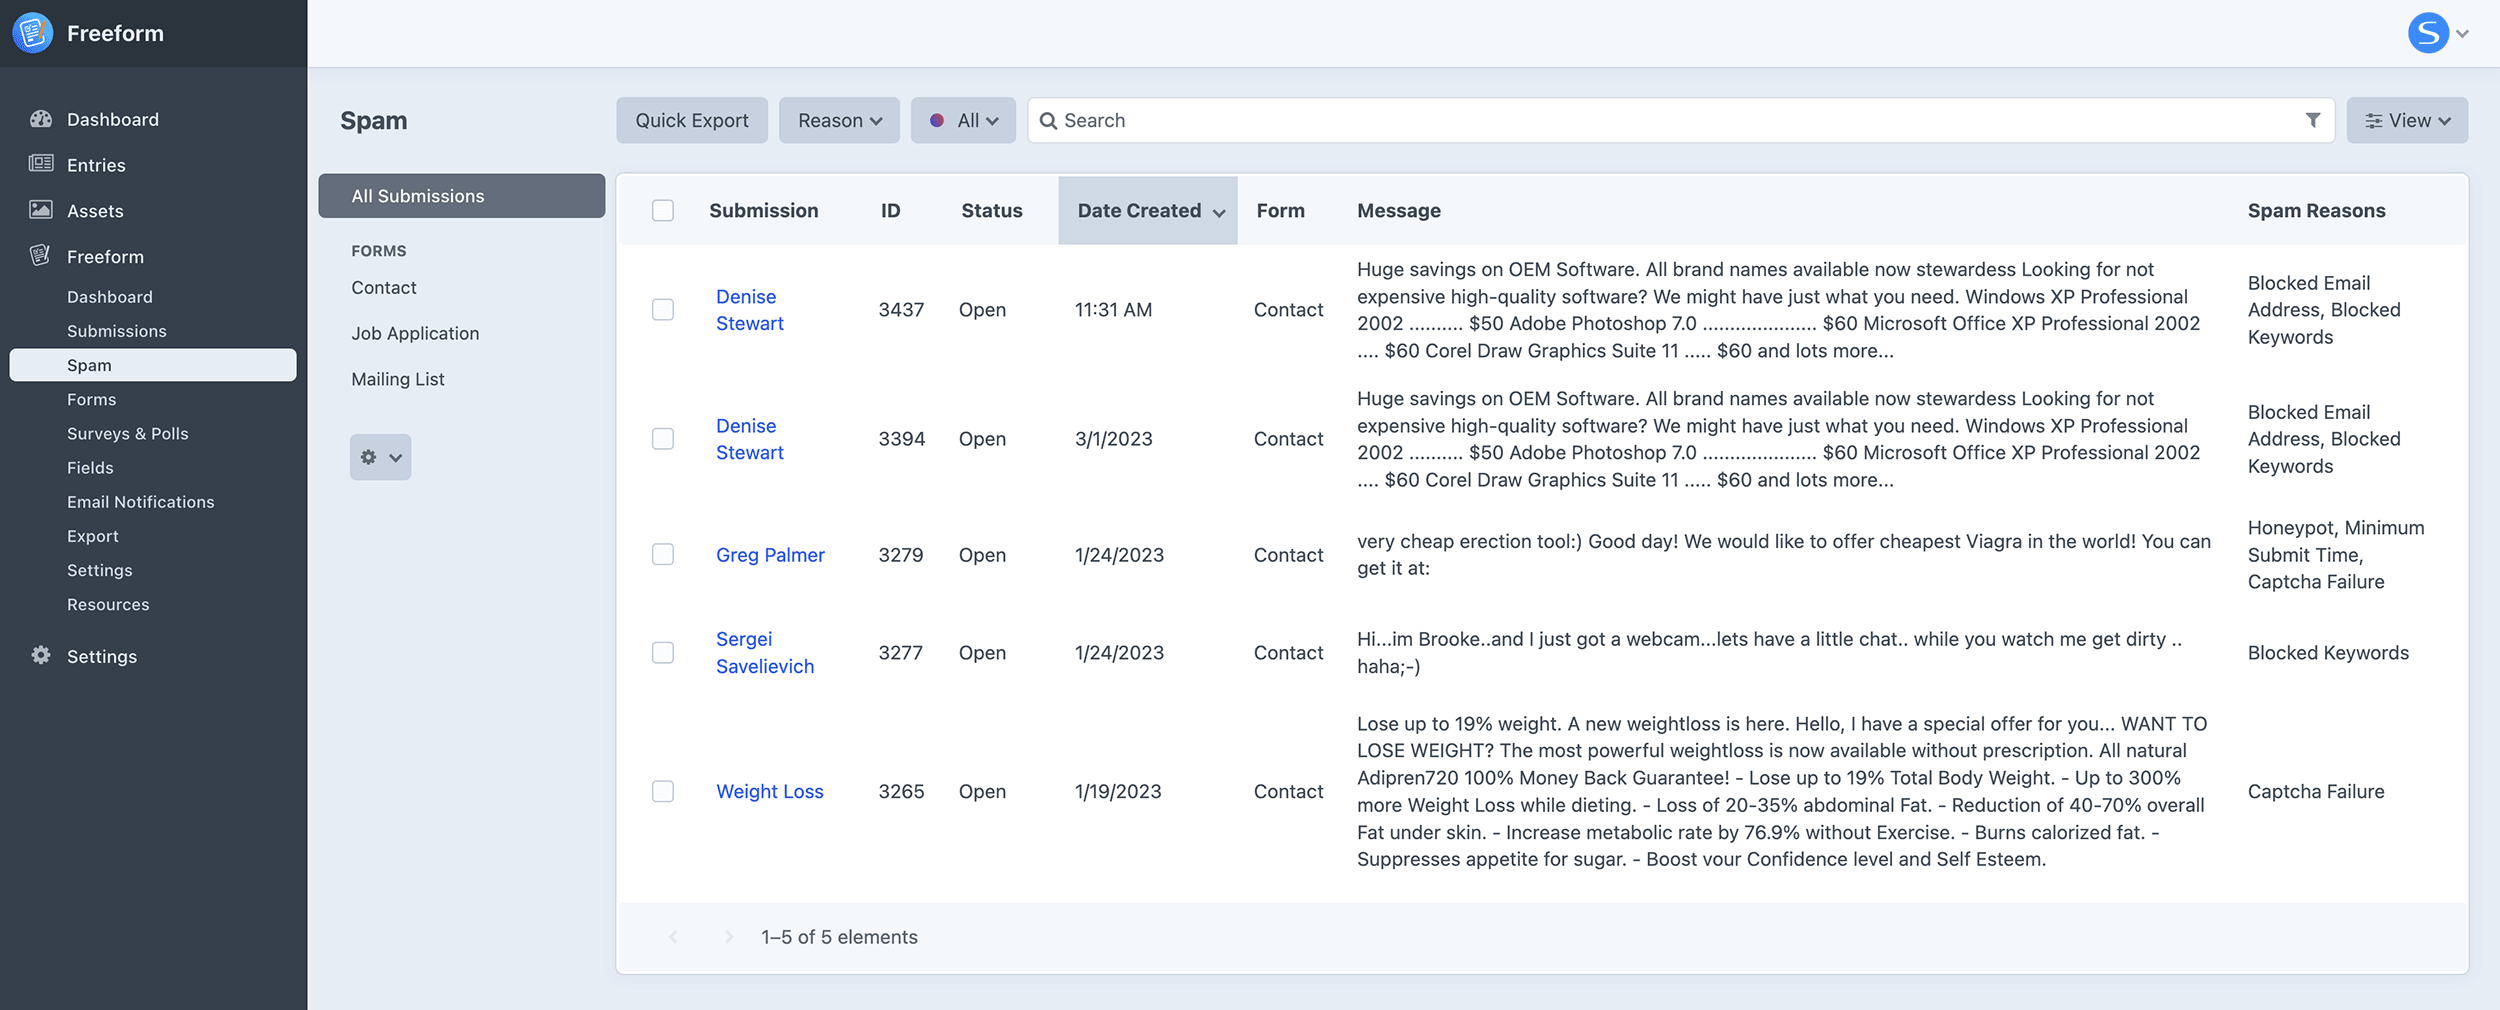 Freeform
S
Dashboard
Entries
Assets
Freeform
Dashboard
Submissions
Spam
Forms
Surveys & Polls
Fields
Email Notifications
Export
Settings
Resources
Settings
Spam
Quick Export
Reason
All
Search
View
All Submissions
FORMS
Contact
Job Application
Mailing List
Submission ID Status Date Created Form Message Spam Reasons
Denise
Stewart
3437
Open
11:31 AM
Contact
Huge savings on OEM Software. All brand names available now stewardess Looking for not
expensive high-quality software? We might have just what you need. Windows XP Professional
2002 .......... $50 Adobe Photoshop 7.0 ..................... $60 Microsoft Office XP Professional 2002
.... $60 Corel Draw Graphics Suite 11 ..... $60 and lots more...
Blocked Email
Address, Blocked
Keywords
Denise
Stewart
3394
Open
3/1/2023
Contact
Huge savings on OEM Software. All brand names available now stewardess Looking for not
expensive high-quality software? We might have just what you need. Windows XP Professional
2002 .......... $50 Adobe Photoshop 7.0 ..................... $60 Microsoft Office XP Professional 2002
.... $60 Corel Draw Graphics Suite 11 ..... $60 and lots more...
Blocked Email
Address, Blocked
Keywords
Greg Palmer
3279
Open
1/24/2023
Contact
very cheap erection tool:) Good day! We would like to offer cheapest Viagra in the world! You can
get it at:
Honeypot, Minimum
Submit Time,
Captcha Failure
Sergei
Savelievich
3277
Open
1/24/2023
Contact
Hi...im Brooke..and I just got a webcam...lets have a little chat.. while you watch me get dirty ..
haha;-)
Blocked Keywords
Weight Loss
3265
Open
1/19/2023
Contact
Lose up to 19% weight. A new weightloss is here. Hello, I have a special offer for you... WANT TO
LOSE WEIGHT? The most powerful weightloss is now available without prescription. All natural
Adipren720 100% Money Back Guarantee! - Lose up to 19% Total Body Weight. - Up to 300%
more Weight Loss while dieting. - Loss of 20-35% abdominal Fat. - Reduction of 40-70% overall
Fat under skin. - Increase metabolic rate by 76.9% without Exercise. - Burns calorized fat. -
Suppresses appetite for sugar. - Boost your Confidence level and Self Esteem.
Captcha Failure
1–5 of 5 elements